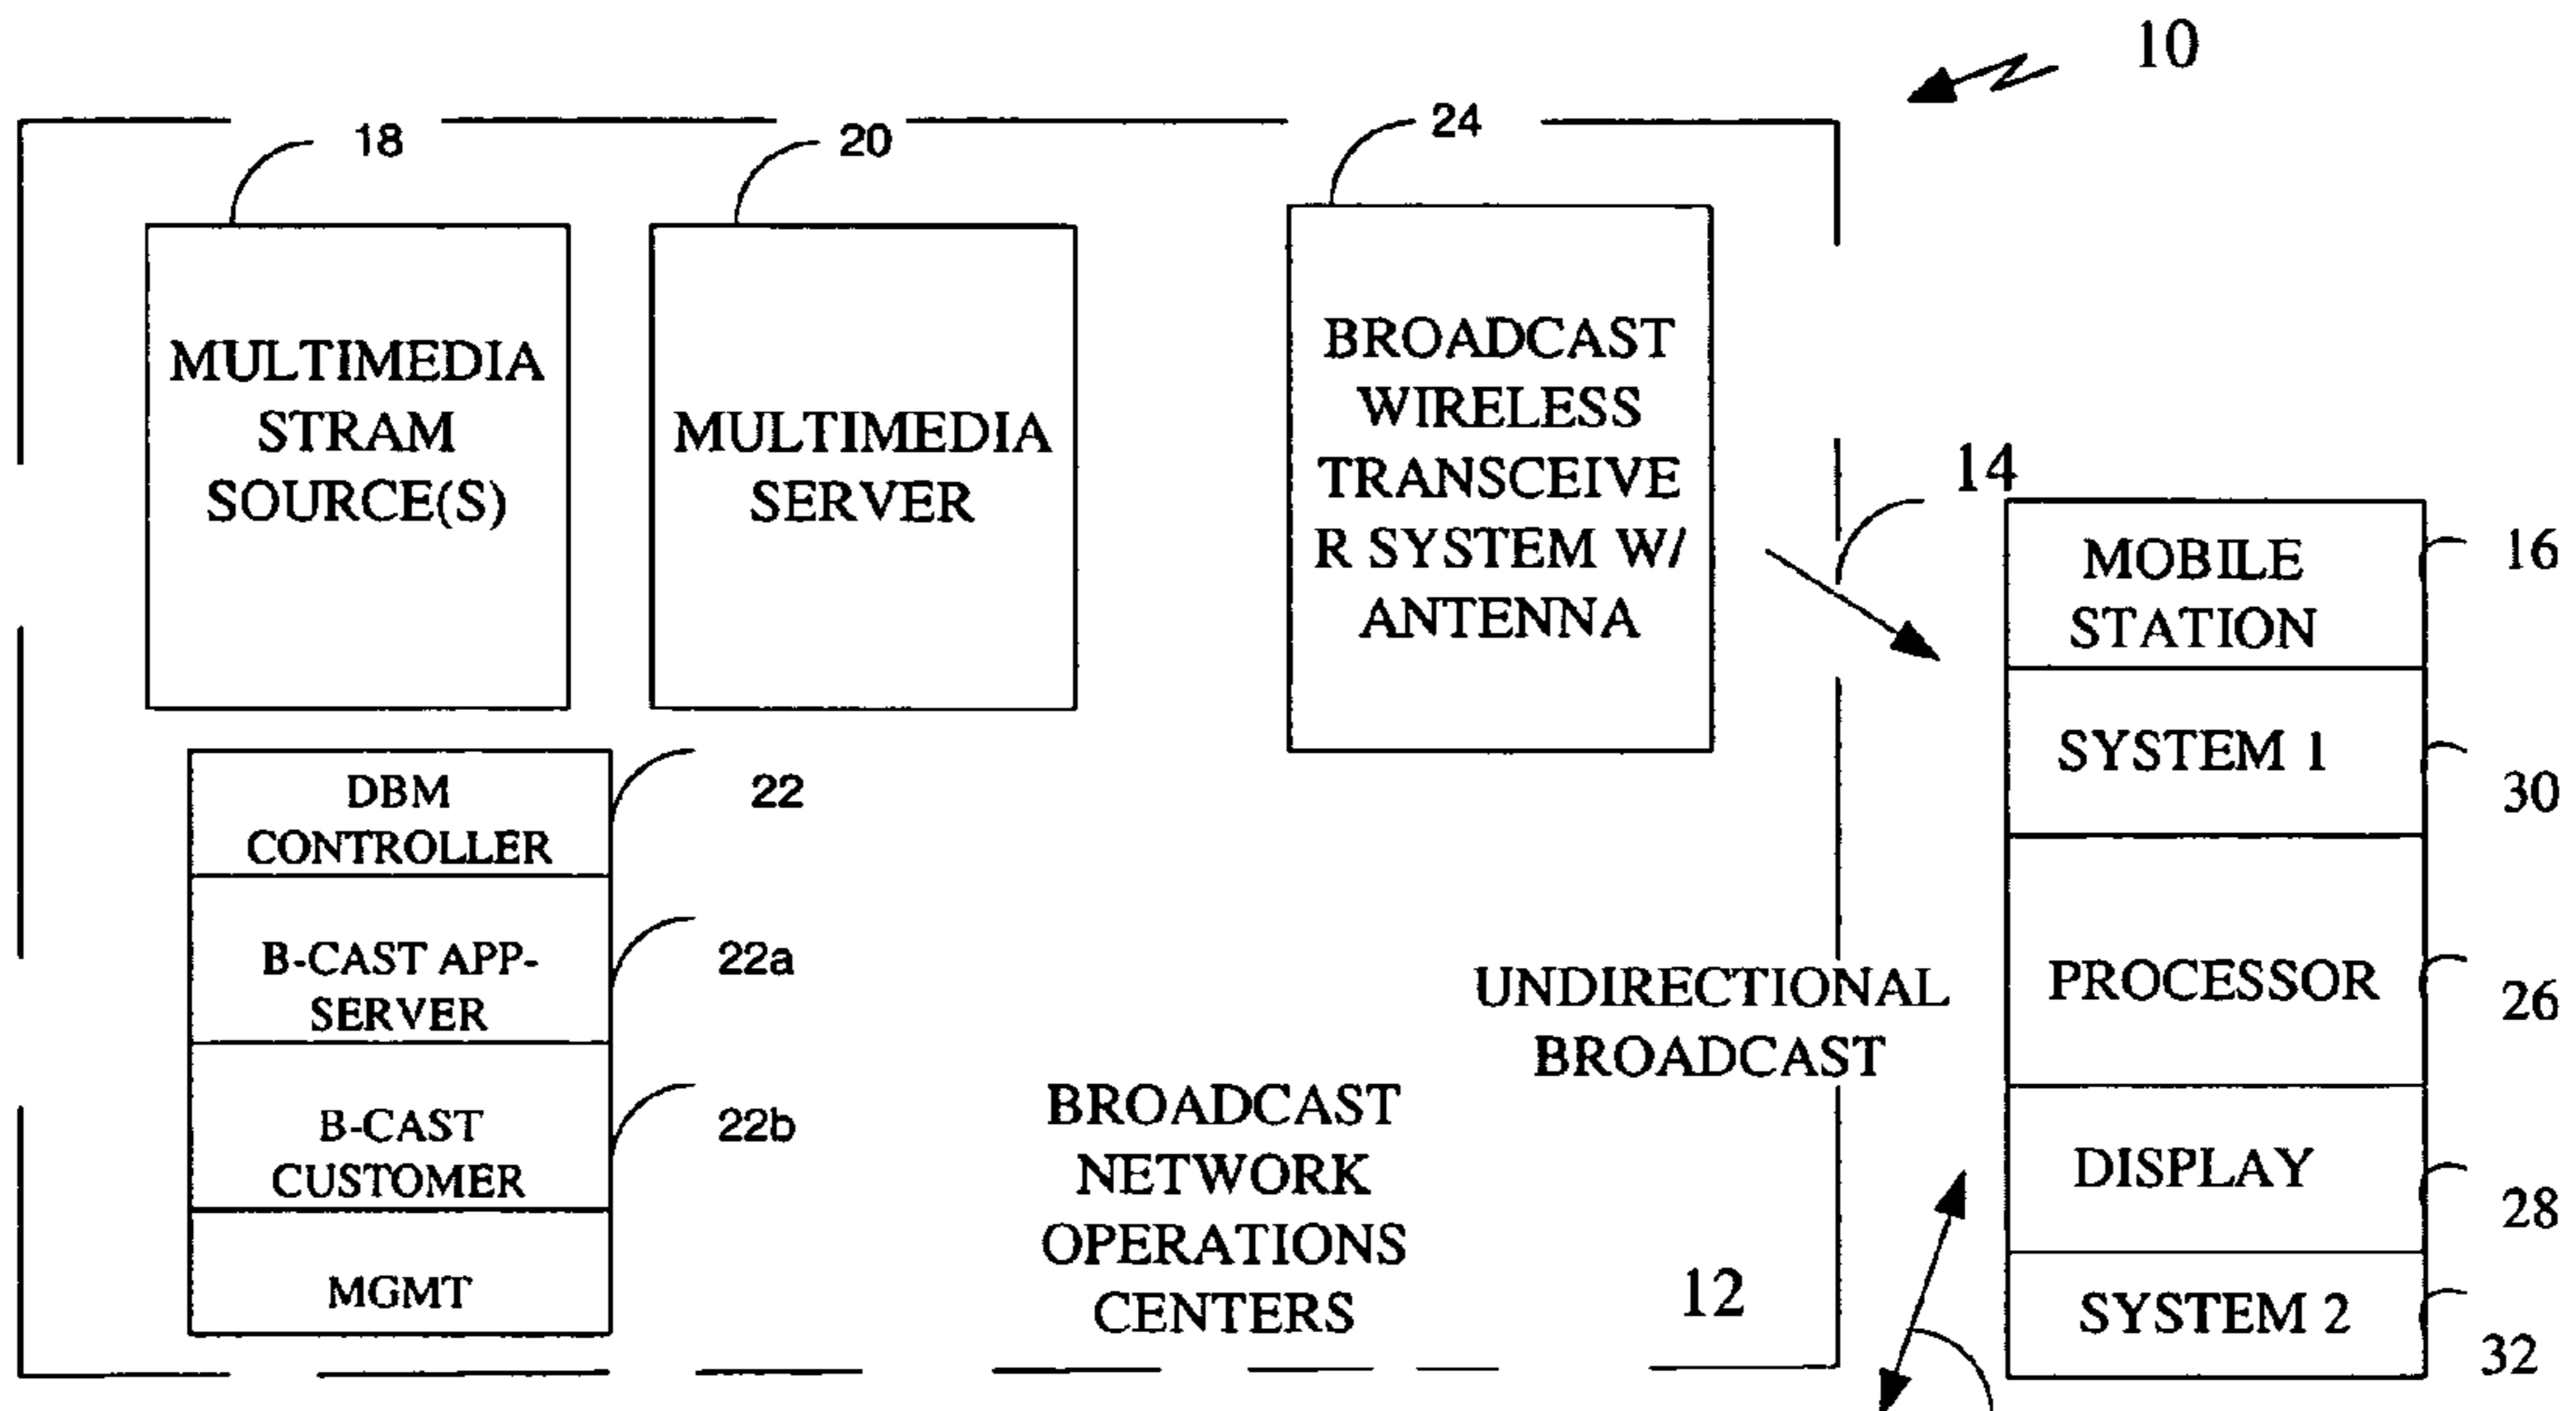 10
18
20
24
MULTIMEDIA
STRAM
SOURCE(S)
MULTIMEDIA
SERVER
BROADCAST
WIRELESS
TRANSCEIVE
R SYSTEM W/
ANTENNA
14
MOBILE
STATION
16
SYSTEM 1
30
PROCESSOR
26
DISPLAY
28
SYSTEM 2
32
DBM
CONTROLLER
22
B-CAST APP-
SERVER
22a
B-CAST
CUSTOMER
22b
MGMT
UNDIRECTIONAL
BROADCAST
BROADCAST
NETWORK
OPERATIONS
CENTERS
12